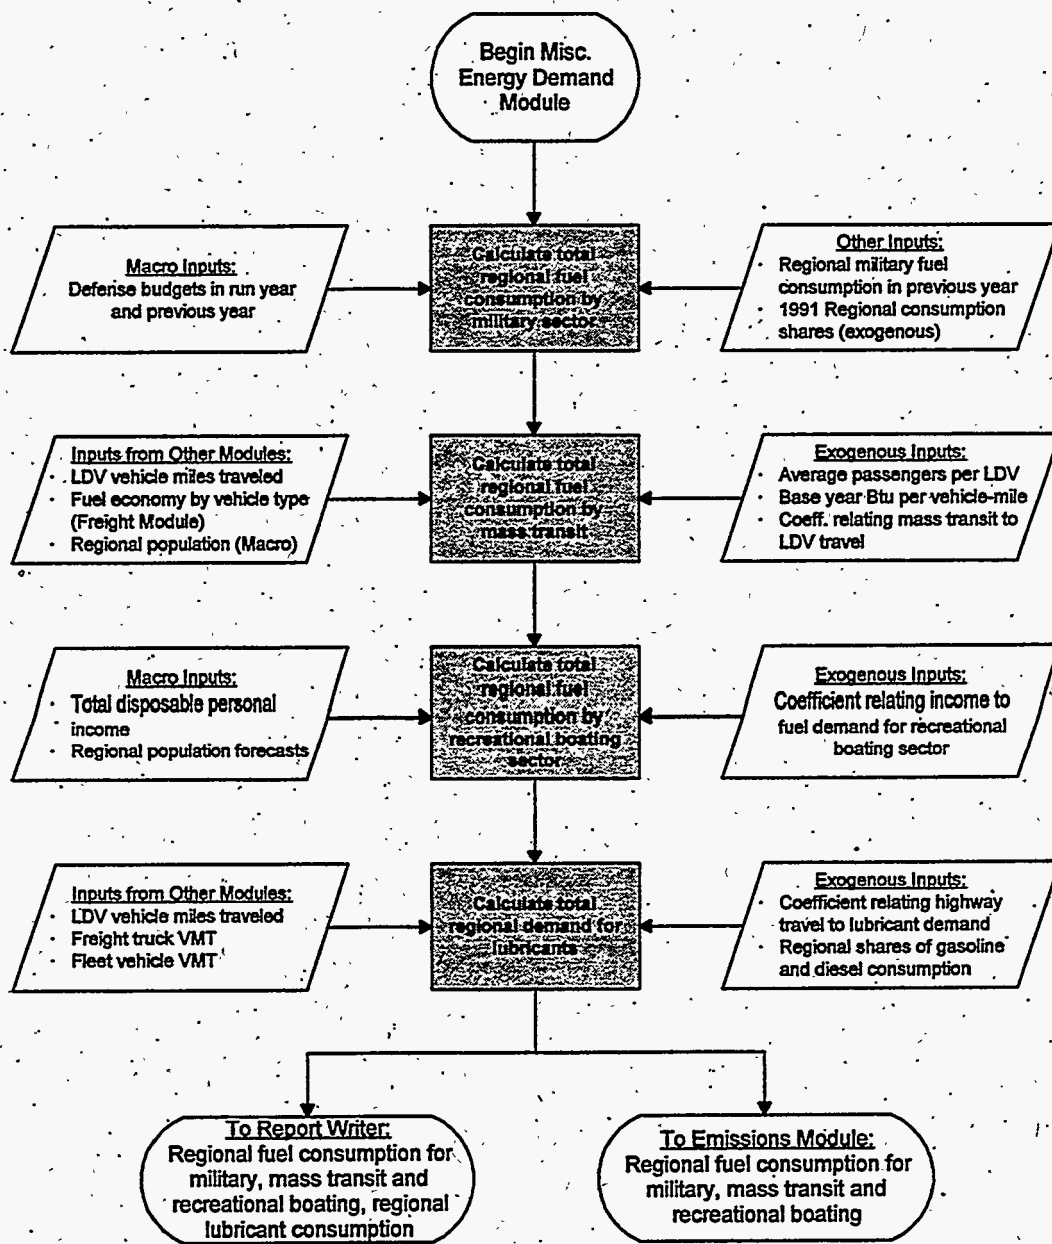 Begin Misc.
Energy Demand
Module
Macro Inputs:
Defense budgets in run year
and previous year
Calculate total
regional fuel
consumption by
military sector
Other Inputs:
· Regional military fuel
consumption in previous year
· 1991 Regional consumption
shares (exogenous)
Inputs from Other Modules:
· LDV vehicle miles traveled
· Fuel economy by vehicle type
(Freight Module)
· Regional population (Macro)
Calculate total
regional fuel
consumption by
mass transit
Exogenous Inputs:
· Average passengers per LDV
· Base year Btu per vehicle-mile
· Coeff. relating mass transit to
LDV travel
Macro Inputs:
· Total disposable personal
income
· Regional population forecasts
Calculate total
regional fuel
consumption by
recreational boating
sector
Exogenous Inputs:
Coefficient relating income to
fuel demand for recreational
boating sector
Inputs from Other Modules:
· LDV vehicle miles traveled
· Freight truck VMT
· Fleet vehicle VMT
Calculate total
regional demand for
lubricants
Exogenous Inputs:
· Coefficient relating highway
travel to lubricant demand
· Regional shares of gasoline
and diesel consumption
To Report Writer:
Regional fuel consumption for
military, mass transit and
recreational boating, regional
lubricant consumption
To Emissions Module:
Regional fuel consumption for
military, mass transit and
recreational boating